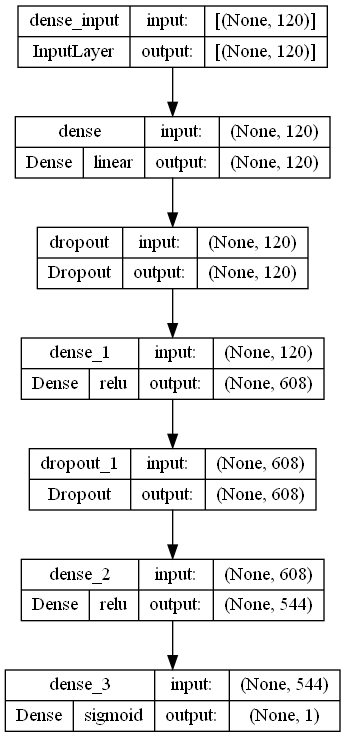 dense_input input: [(None, 120)]
InputLayer output: [(None, 120)]
dense input: (None, 120)
Dense linear output: (None, 120)
dropout input: (None, 120)
Dropout output: (None, 120)
dense_1 input: (None, 120)
Dense relu output: (None, 608)
dropout_1 input: (None, 608)
Dropout output: (None, 608)
dense_2 input: (None, 608)
Dense relu output: (None, 544)
dense_3 input: (None, 544)
Dense sigmoid output: (None, 1)